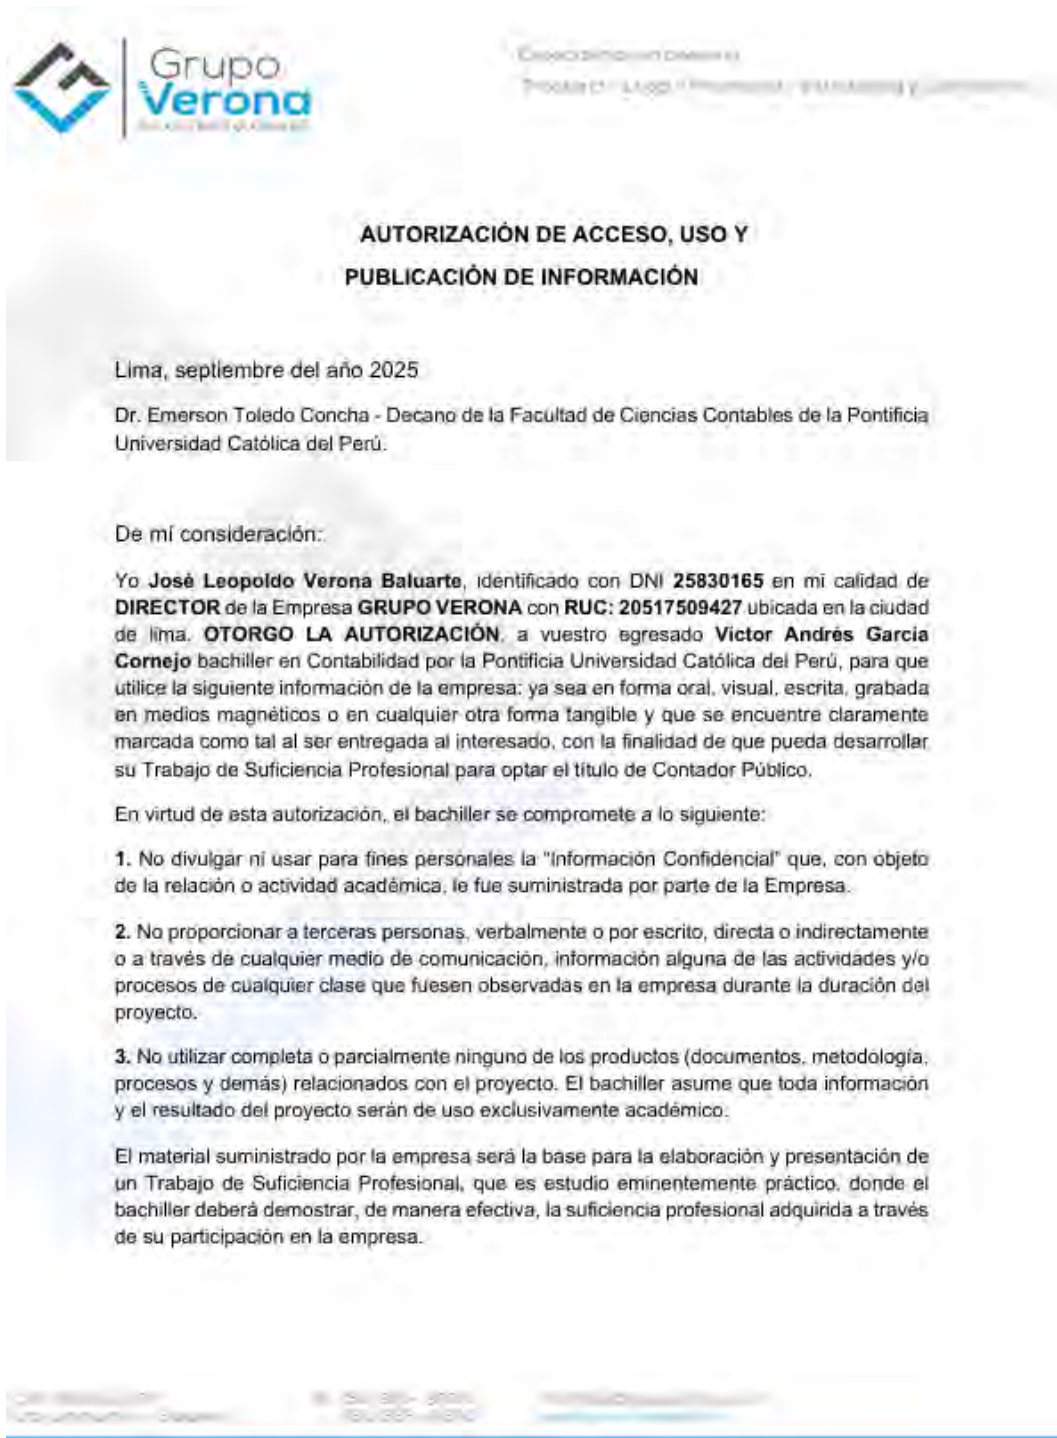 Grupo
Verona
AUTORIZACIÓN DE ACCESO, USO Y
PUBLICACIÓN DE INFORMACIÓN
Lima, septiembre del año 2025
Dr. Emerson Toledo Concha - Decano de la Facultad de Ciencias Contables de la Pontificia
Universidad Católica del Perú.
De mí consideración:
Yo José Leopoldo Verona Baluarte, identificado con DNI 25830165 en mi calidad de
DIRECTOR de la Empresa GRUPO VERONA con RUC: 20517509427 ubicada en la ciudad
de lima. OTORGO LA AUTORIZACIÓN, a vuestro egresado Víctor Andrés García
Cornejo bachiller en Contabilidad por la Pontificia Universidad Católica del Perú, para que
utilice la siguiente información de la empresa: ya sea en forma oral, visual, escrita, grabada
en medios magnéticos o en cualquier otra forma tangible y que se encuentre claramente
marcada como tal al ser entregada al interesado, con la finalidad de que pueda desarrollar
su Trabajo de Suficiencia Profesional para optar el título de Contador Público.
En virtud de esta autorización, el bachiller se compromete a lo siguiente:
1. No divulgar ni usar para fines personales la "Información Confidencial" que, con objeto
de la relación o actividad académica, le fue suministrada por parte de la Empresa.
2. No proporcionar a terceras personas, verbalmente o por escrito, directa o indirectamente
o a través de cualquier medio de comunicación, información alguna de las actividades y/o
procesos de cualquier clase que fuesen observadas en la empresa durante la duración del
proyecto.
3. No utilizar completa o parcialmente ninguno de los productos (documentos, metodología,
procesos y demás) relacionados con el proyecto. El bachiller asume que toda información
y el resultado del proyecto serán de uso exclusivamente académico.
El material suministrado por la empresa será la base para la elaboración y presentación de
un Trabajo de Suficiencia Profesional, que es estudio eminentemente práctico, donde el
bachiller deberá demostrar, de manera efectiva, la suficiencia profesional adquirida a través
de su participación en la empresa.